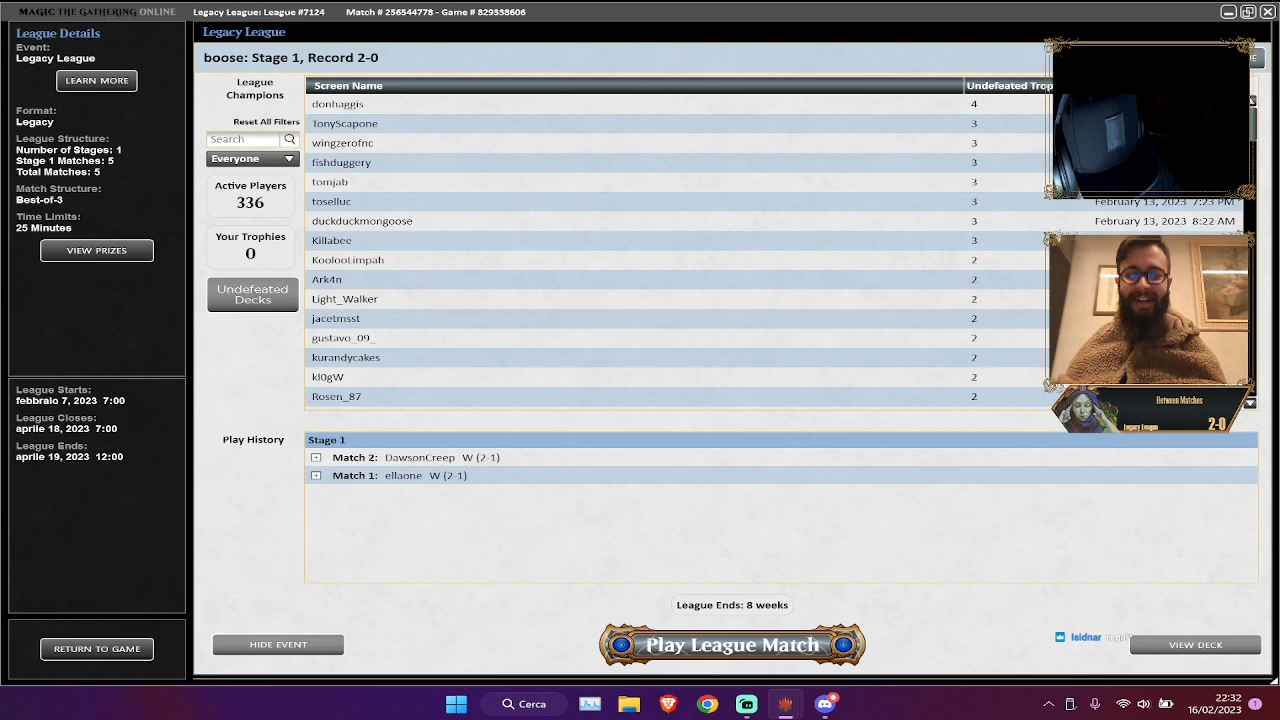 MAGIC THE GATHERING ONLINE
Legacy League: League #7124
Match # 256544778 - Game # 829338606
League Details
Event:
Legacy League
LEARN MORE
Format:
Legacy
League Structure:
Number of Stages: 1
Stage 1 Matches: 5
Total Matches: 5
Match Structure:
Best-of-3
Time Limits:
25 Minutes
VIEW PRIZES
League Starts:
febbraio 7, 2023 7:00
League Closes:
aprile 18, 2023 7:00
League Ends:
aprile 19, 2023 12:00
RETURN TO GAME
Legacy League
boose: Stage 1, Record 2-0
League
Champions
Reset All Filters
Search
Everyone
Active Players
336
Your Trophies
0
Undefeated
Decks
Screen Name
Undefeated
donhaggis 4
TonyScapone 3
wingzerofnc 3
fishduggery 3
tomjab 3
toselluc 3 February 13, 2023 7:23 PM
duckduckmongoose 3 February 13, 2023 8:22 AM
Killabee 3
KoolooLimpah 2
Ark4n 2
Light_Walker 2
jacetmsst 2
gustavo_09_ 2
kurandycakes 2
kl0gW 2
Rosen_87 2
Between Matches
Legacy League
2-0
Play History
Stage 1
Match 2: DawsonCreep W (2-1)
Match 1: ellaone W (2-1)
League Ends: 8 weeks
HIDE EVENT
Play League Match
Isidnar
VIEW DECK
Cerca
22:32
16/02/2023
1